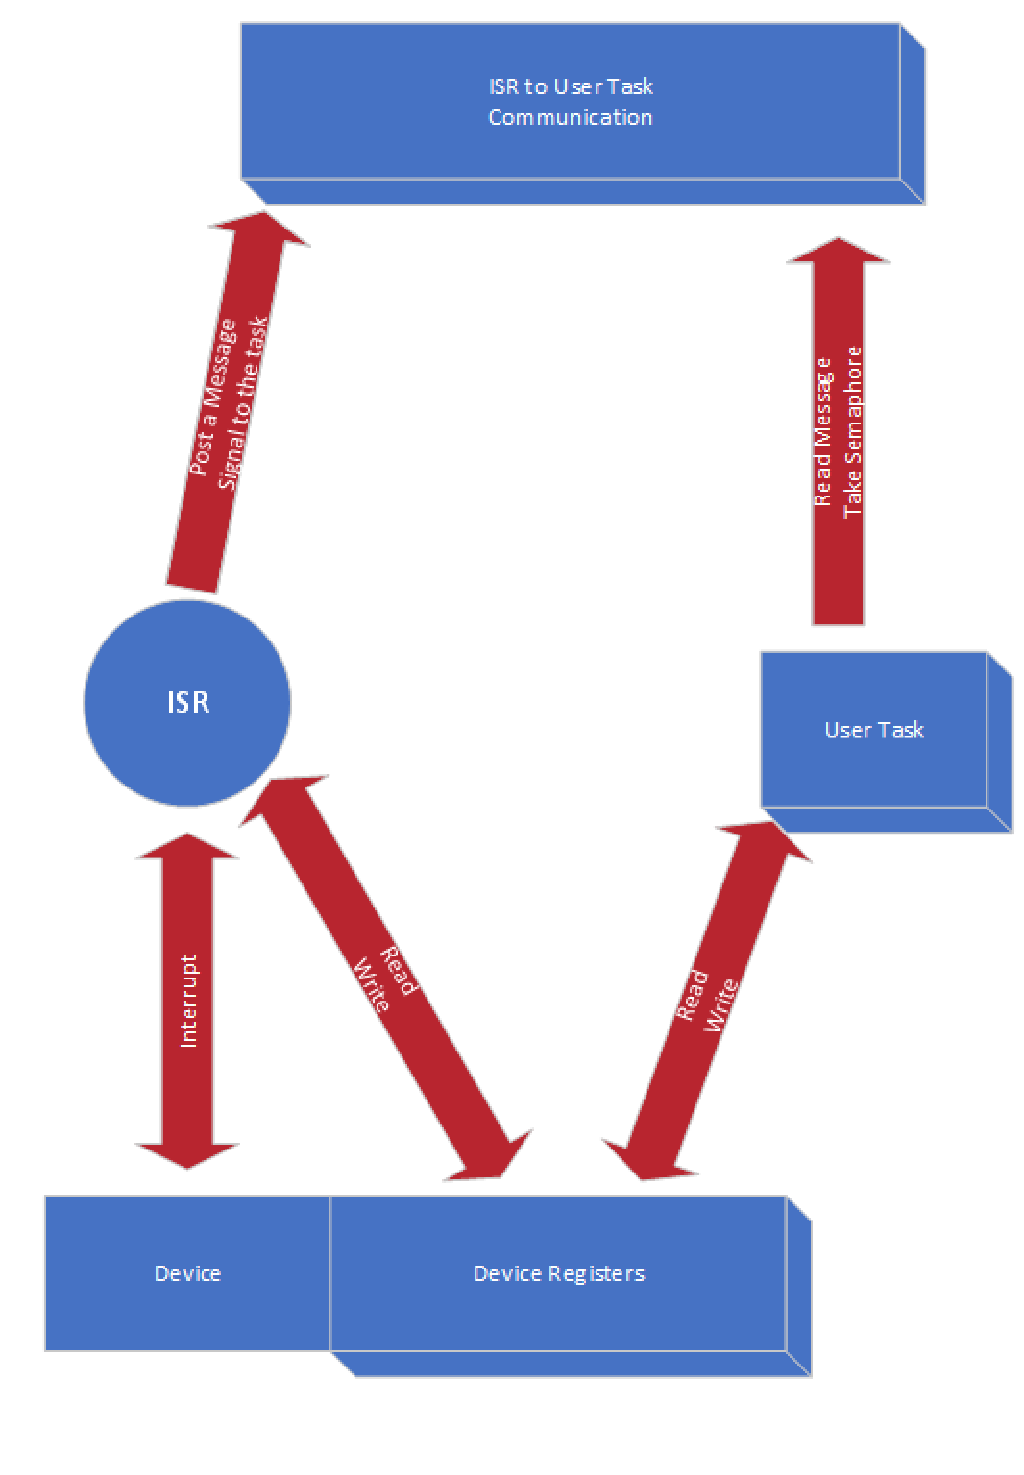 ISR to User Task
Communication
Post a Message
Signal to the task
Read Message
Take Semaphore
ISR
User Task
Interrupt
Read
Write
Read
Write
Device
Device Registers